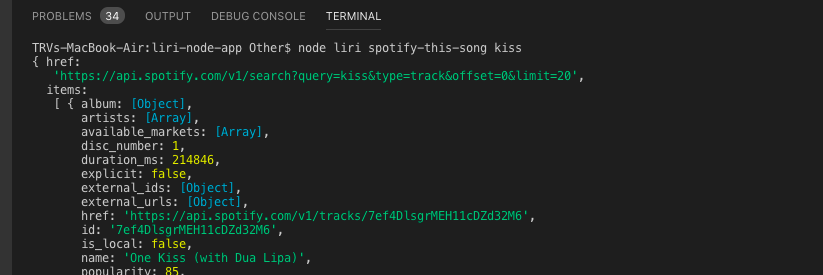 PROBLEMS 34 OUTPUT DEBUG CONSOLE TERMINAL
TRVs-MacBook-Air:liri-node-app Other$ node liri spotify-this-song kiss
{ href:
'https://api.spotify.com/v1/search?query=kiss&type=track&offset=0&limit=20',
items:
[ { album: [Object],
artists: [Array],
available_markets: [Array],
disc_number: 1,
duration_ms: 214846,
explicit: false,
external_ids: [Object],
external_urls: [Object],
href: 'https://api.spotify.com/v1/tracks/7ef4DlsgrMEH11cDZd32M6',
id: '7ef4DlsgrMEH11cDZd32M6',
is_local: false,
name: 'One Kiss (with Dua Lipa)',
popularity: 85,